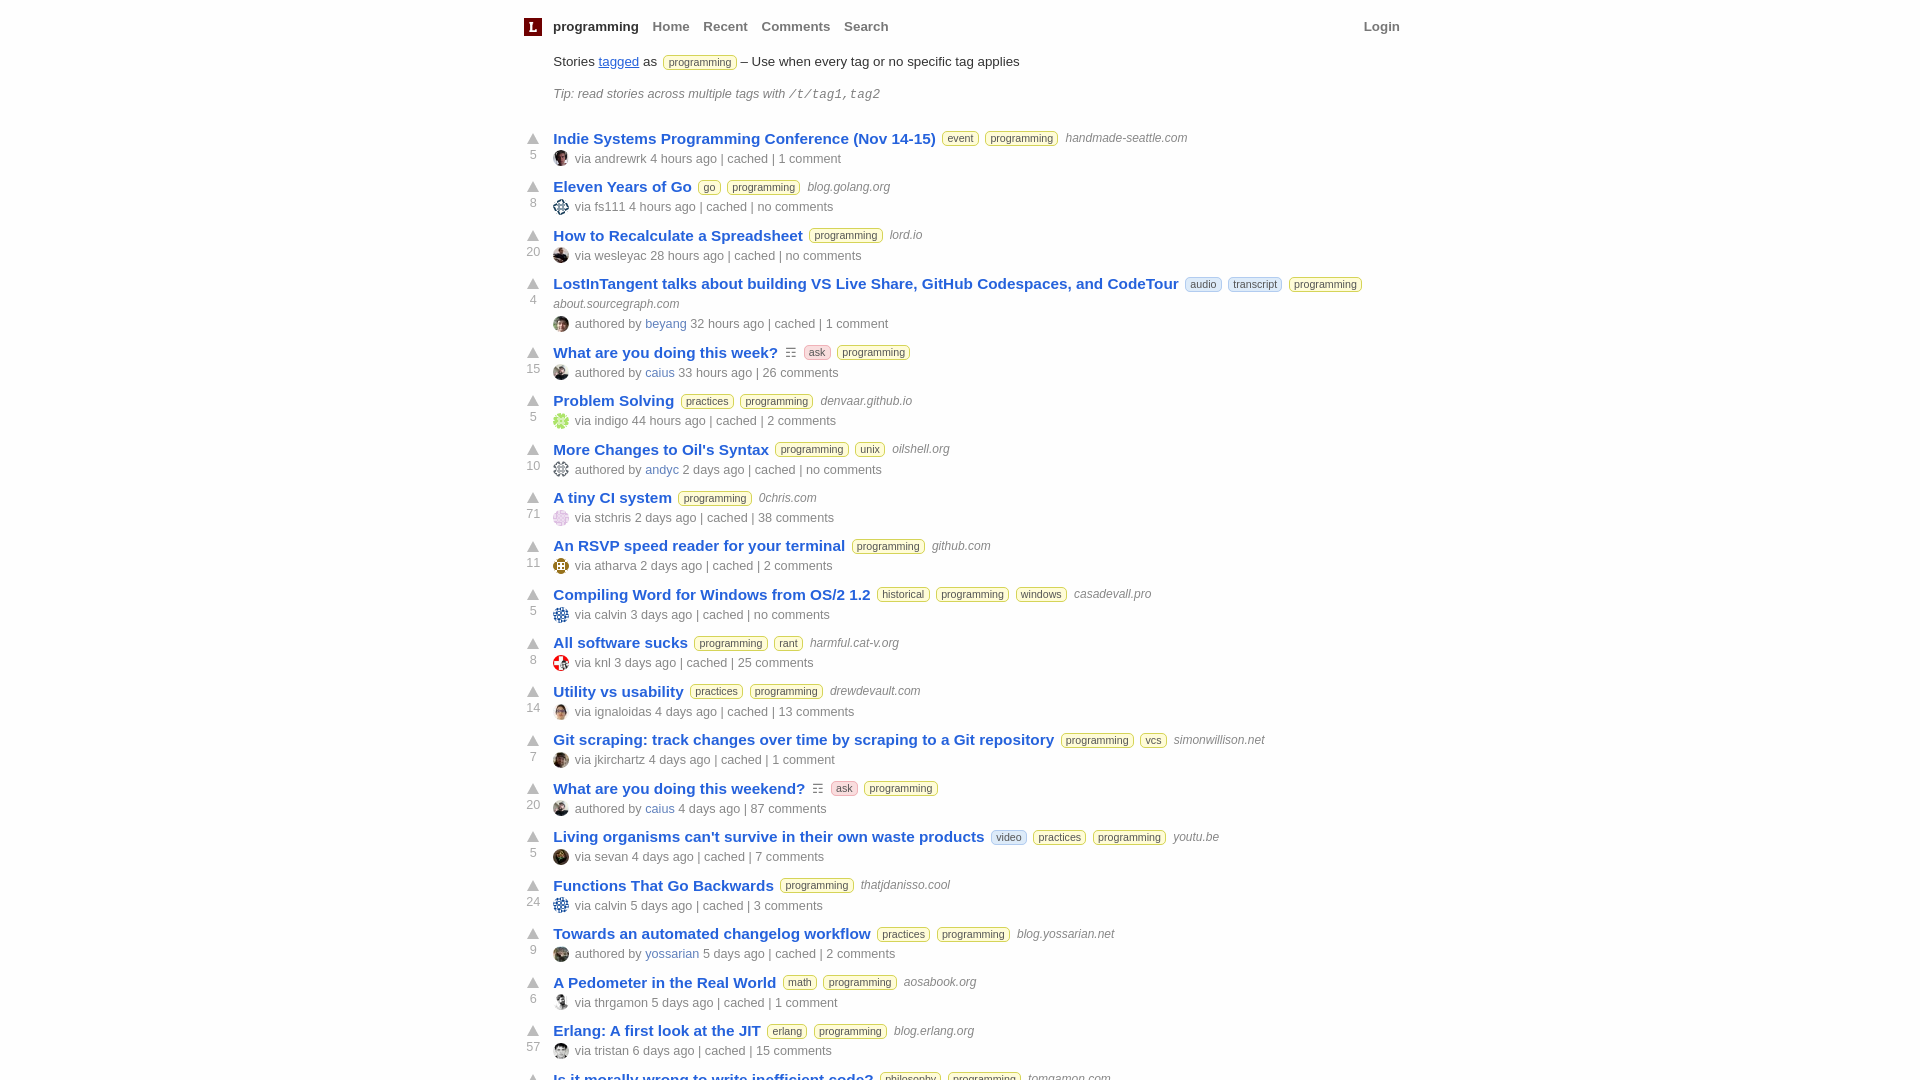 L programming Home Recent Comments Search Login
Stories tagged as programming – Use when every tag or no specific tag applies
Tip: read stories across multiple tags with /t/tag1,tag2
Indie Systems Programming Conference (Nov 14-15) event programming handmade-seattle.com
5 via andrewrk 4 hours ago | cached | 1 comment
Eleven Years of Go go programming blog.golang.org
8 via fs111 4 hours ago | cached | no comments
How to Recalculate a Spreadsheet programming lord.io
20 via wesleyac 28 hours ago | cached | no comments
LostInTangent talks about building VS Live Share, GitHub Codespaces, and CodeTour audio transcript programming
4 about.sourcegraph.com
authored by beyang 32 hours ago | cached | 1 comment
What are you doing this week? ☶ ask programming
15 authored by caius 33 hours ago | 26 comments
Problem Solving practices programming denvaar.github.io
5 via indigo 44 hours ago | cached | 2 comments
More Changes to Oil's Syntax programming unix oilshell.org
10 authored by andyc 2 days ago | cached | no comments
A tiny CI system programming 0chris.com
71 via stchris 2 days ago | cached | 38 comments
An RSVP speed reader for your terminal programming github.com
11 via atharva 2 days ago | cached | 2 comments
Compiling Word for Windows from OS/2 1.2 historical programming windows casadevall.pro
5 via calvin 3 days ago | cached | no comments
All software sucks programming rant harmful.cat-v.org
8 via knl 3 days ago | cached | 25 comments
Utility vs usability practices programming drewdevault.com
14 via ignaloidas 4 days ago | cached | 13 comments
Git scraping: track changes over time by scraping to a Git repository programming vcs simonwillison.net
7 via jkirchartz 4 days ago | cached | 1 comment
What are you doing this weekend? ☶ ask programming
20 authored by caius 4 days ago | 87 comments
Living organisms can't survive in their own waste products video practices programming youtu.be
5 via sevan 4 days ago | cached | 7 comments
Functions That Go Backwards programming thatjdanisso.cool
24 via calvin 5 days ago | cached | 3 comments
Towards an automated changelog workflow practices programming blog.yossarian.net
9 authored by yossarian 5 days ago | cached | 2 comments
A Pedometer in the Real World math programming aosabook.org
6 via thrgamon 5 days ago | cached | 1 comment
Erlang: A first look at the JIT erlang programming blog.erlang.org
57 via tristan 6 days ago | cached | 15 comments
Is it morally wrong to write inefficient code? philosophy programming tomgamon.com